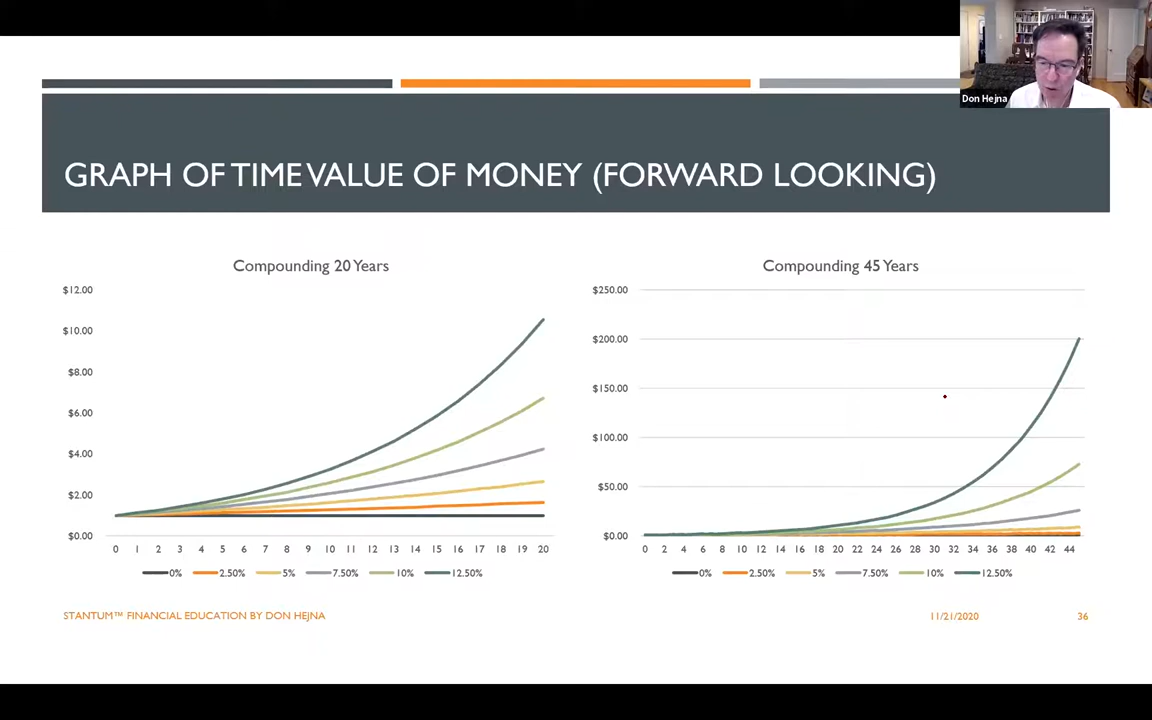 Don Hejna
GRAPH OF TIME VALUE OF MONEY (FORWARD LOOKING)
Compounding 20 Years
$12.00
$10.00
$8.00
$6.00
$4.00
$2.00
$0.00
0 1 2 3 4 5 6 7 8 9 10 11 12 13 14 15 16 17 18 19 20
0% 2.50% 5% 7.50% 10% 12.50%
Compounding 45 Years
$250.00
$200.00
$150.00
$100.00
$50.00
$0.00
0 2 4 6 8 10 12 14 16 18 20 22 24 26 28 30 32 34 36 38 40 42 44
0% 2.50% 5% 7.50% 10% 12.50%
STANTUM™ FINANCIAL EDUCATION BY DON HEJNA
11/21/2020
36